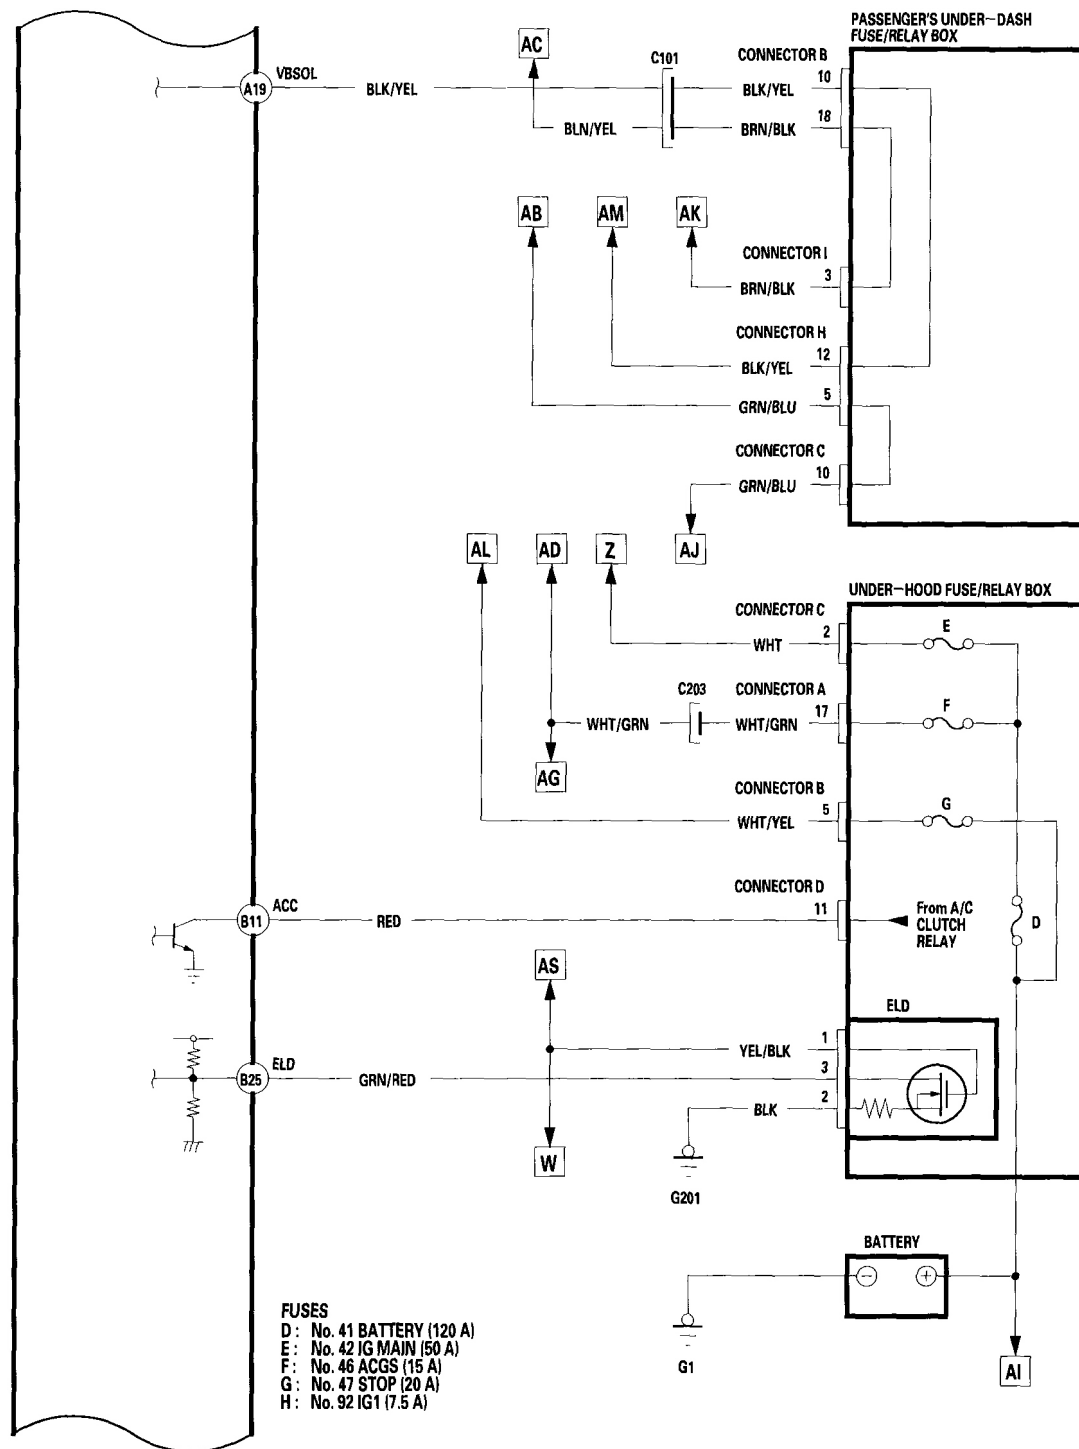 PASSENGER'S UNDER-DASH
FUSE/RELAY BOX
AC
C101
CONNECTOR B
A19
VBSOL
BLK/YEL
BLK/YEL
10
BLN/YEL
BRN/BLK
18
AB
AM
AK
CONNECTOR I
BRN/BLK
3
CONNECTOR H
BLK/YEL
12
GRN/BLU
5
CONNECTOR C
GRN/BLU
10
AL
AD
Z
AJ
UNDER-HOOD FUSE/RELAY BOX
CONNECTOR C
WHT
2
E
C203
CONNECTOR A
WHT/GRN
WHT/GRN
17
F
AG
CONNECTOR B
WHT/YEL
5
G
CONNECTOR D
B11
ACC
RED
11
From A/C
CLUTCH
RELAY
D
AS
ELD
YEL/BLK
1
B25
ELD
GRN/RED
3
BLK
2
W
G201
BATTERY
− +
G1
AI
FUSES
D : No. 41 BATTERY (120 A)
E : No. 42 IG MAIN (50 A)
F : No. 46 ACGS (15 A)
G : No. 47 STOP (20 A)
H : No. 92 IG1 (7.5 A)